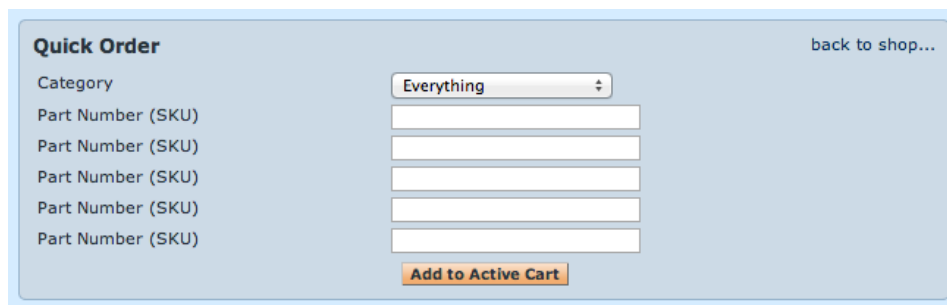 Quick Order back to shop...
Category Everything
Part Number (SKU)
Part Number (SKU)
Part Number (SKU)
Part Number (SKU)
Part Number (SKU)
Add to Active Cart